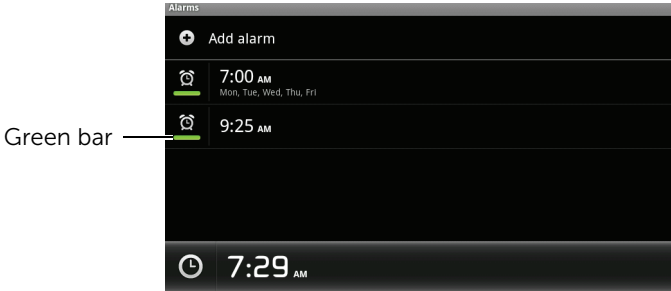 Alarms
Add alarm
7:00 AM
Mon, Tue, Wed, Thu, Fri
9:25 AM
Green bar
7:29 AM